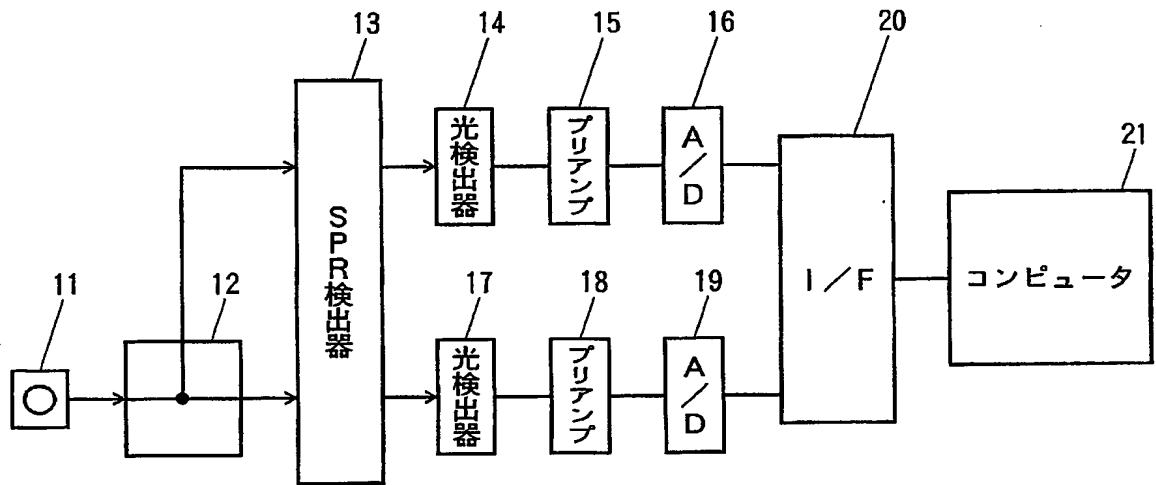 13
14
15
16
20
21
11
12
17
18
19
SPR検出器
光検出器
プリアンプ
A/D
光検出器
プリアンプ
A/D
I/F
コンピュータ